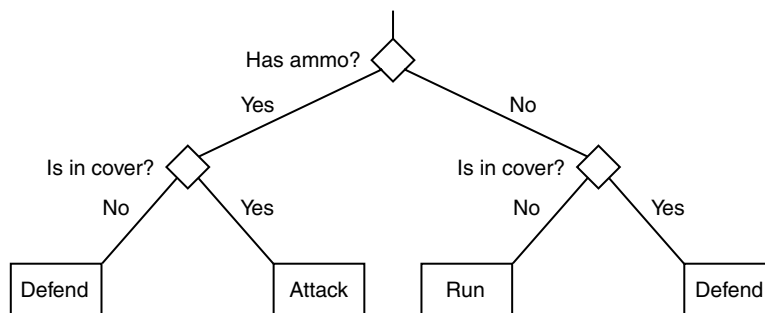 Has ammo?
Yes
No
Is in cover?
Is in cover?
No
Yes
No
Yes
Defend
Attack
Run
Defend